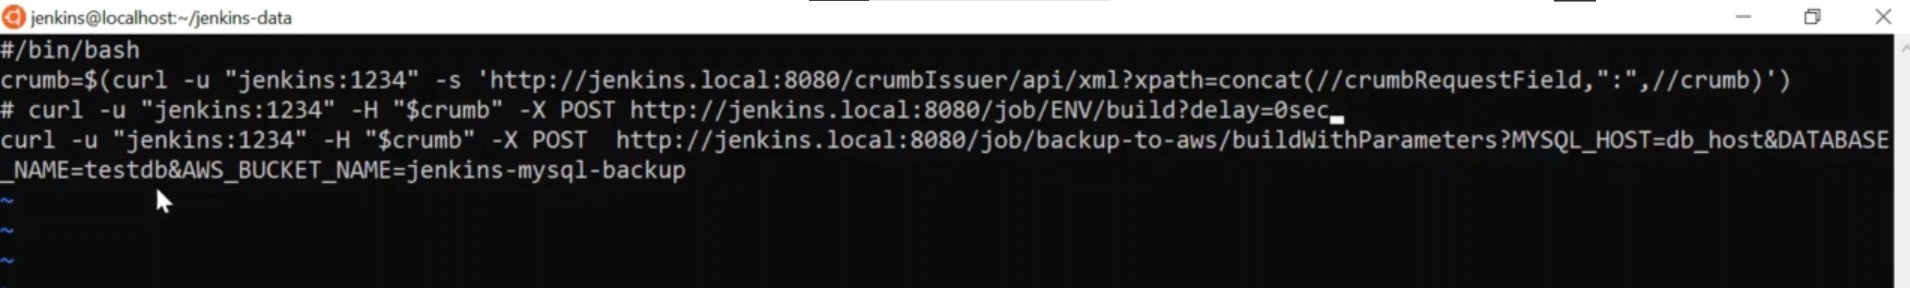 jenkins@localhost:~/jenkins-data
#/bin/bash
crumb=$(curl -u "jenkins:1234" -s 'http://jenkins.local:8080/crumbIssuer/api/xml?xpath=concat(//crumbRequestField,":",//crumb)')
# curl -u "jenkins:1234" -H "$crumb" -X POST http://jenkins.local:8080/job/ENV/build?delay=0sec
curl -u "jenkins:1234" -H "$crumb" -X POST  http://jenkins.local:8080/job/backup-to-aws/buildWithParameters?MYSQL_HOST=db_host&DATABASE
_NAME=testdb&AWS_BUCKET_NAME=jenkins-mysql-backup
~
~
~